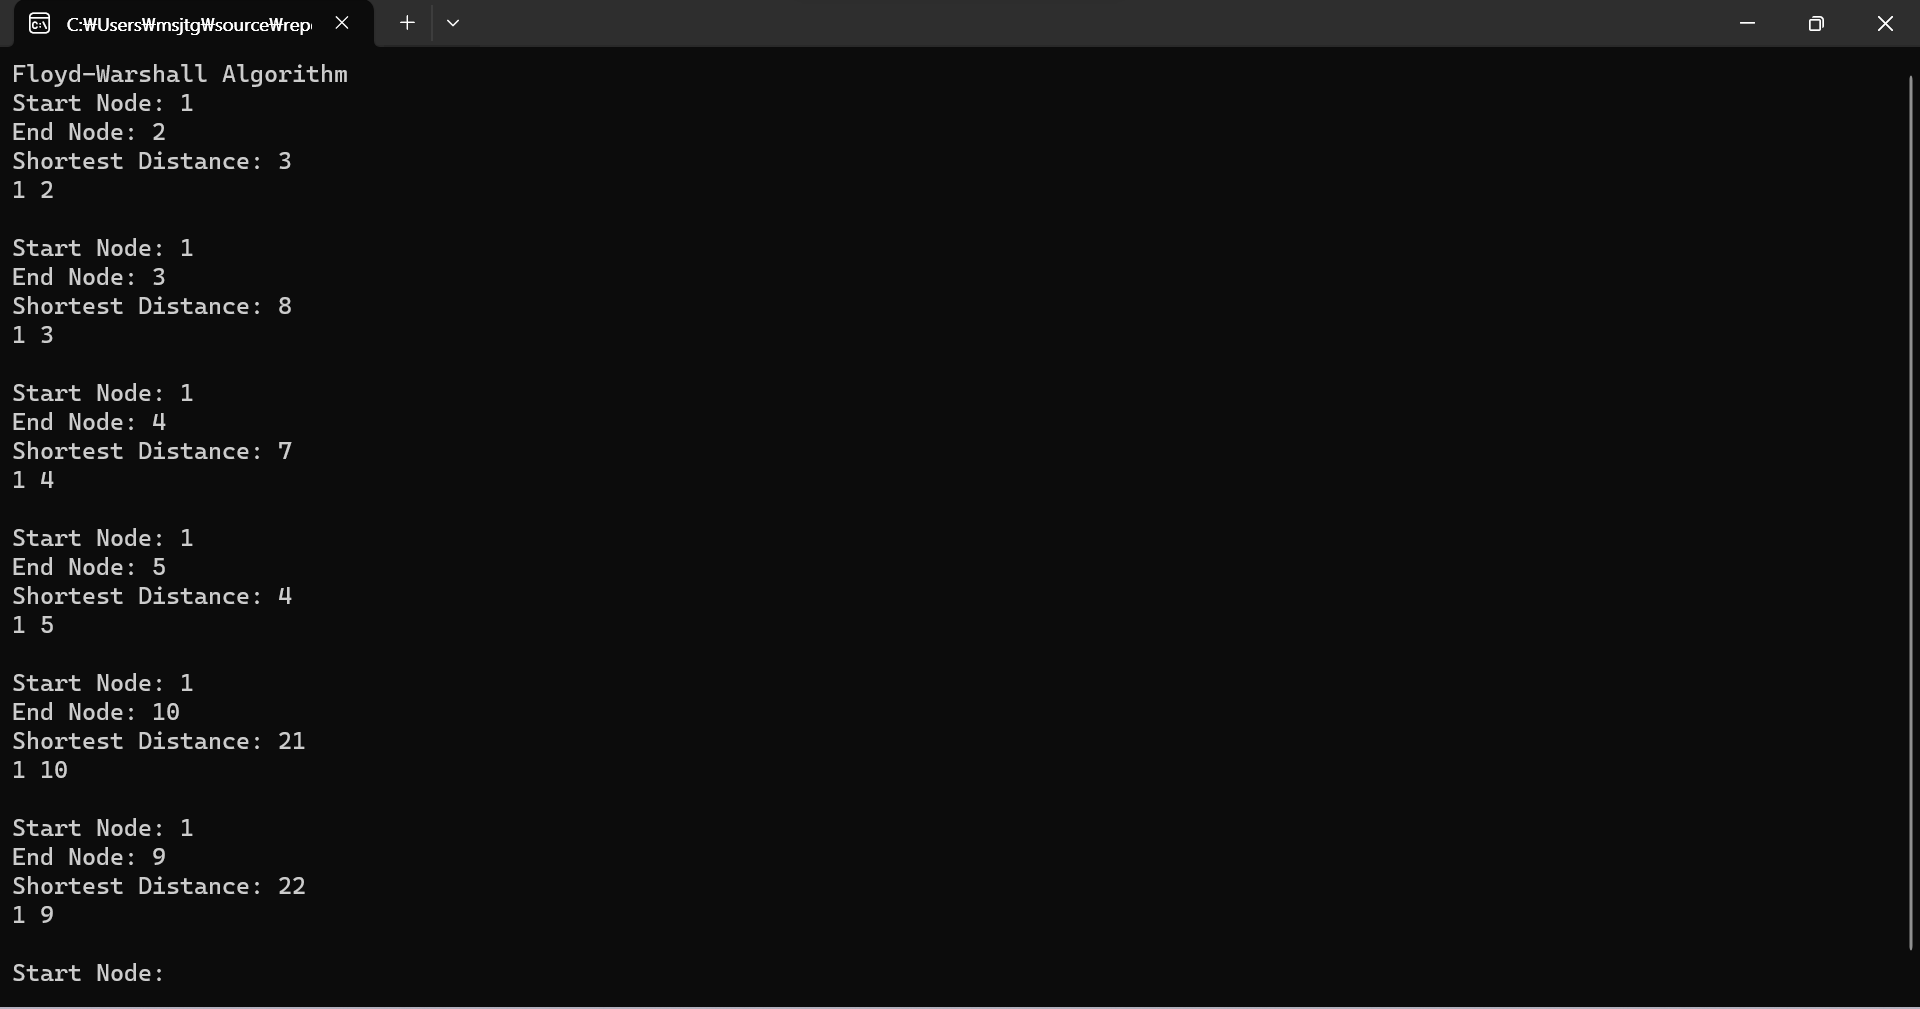 C:₩Users₩msjtg₩source₩rep
Floyd-Warshall Algorithm
Start Node: 1
End Node: 2
Shortest Distance: 3
1 2
Start Node: 1
End Node: 3
Shortest Distance: 8
1 3
Start Node: 1
End Node: 4
Shortest Distance: 7
1 4
Start Node: 1
End Node: 5
Shortest Distance: 4
1 5
Start Node: 1
End Node: 10
Shortest Distance: 21
1 10
Start Node: 1
End Node: 9
Shortest Distance: 22
1 9
Start Node: